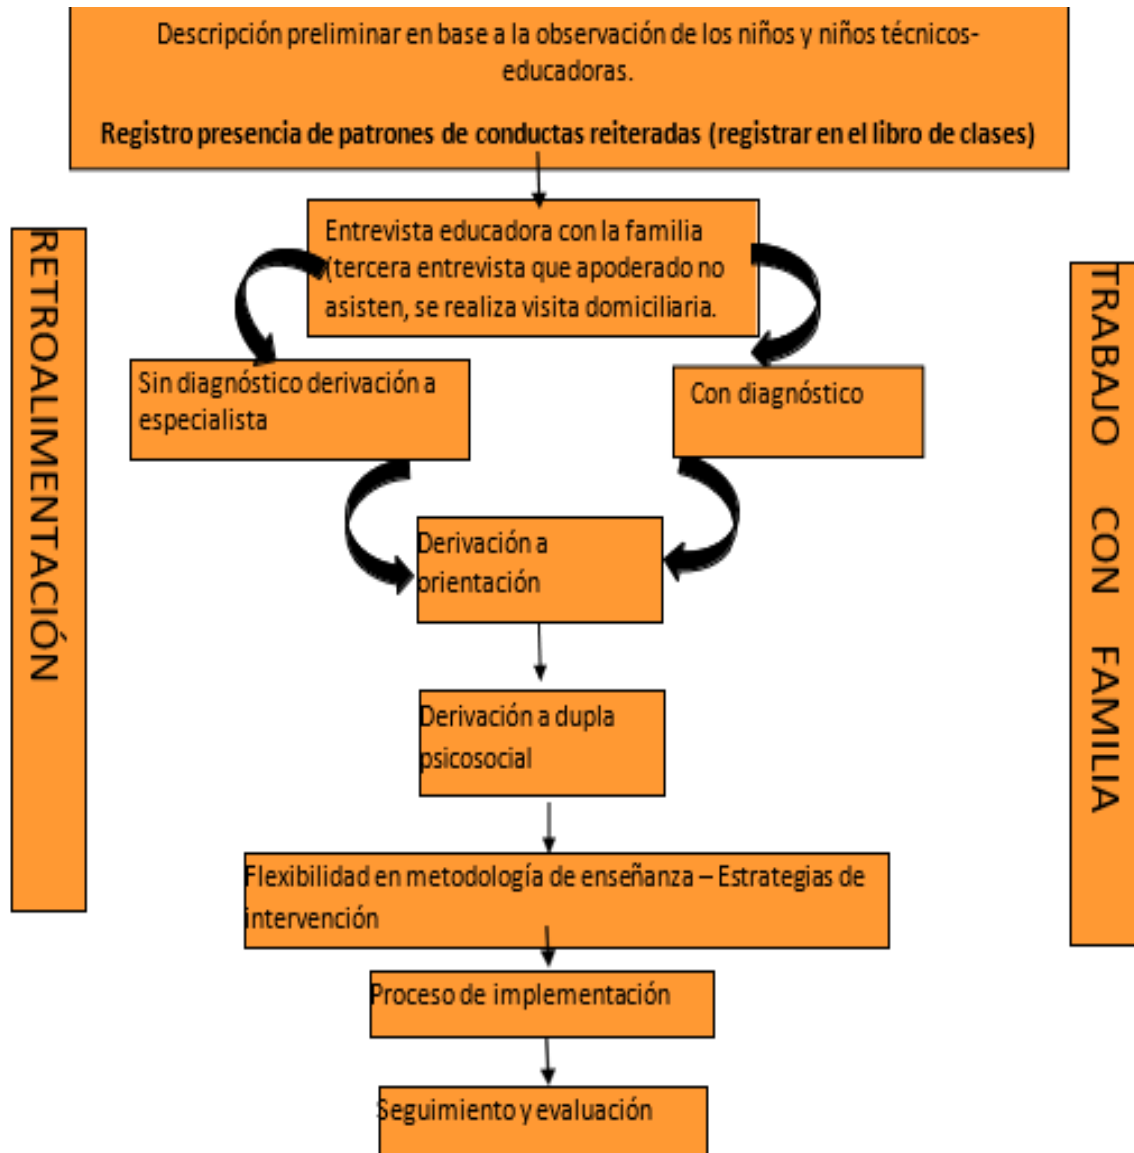 Descripción preliminar en base a la observación de los niños y niños técnicos-
educadoras.
Registro presencia de patrones de conductas reiteradas (registrar en el libro de clases)
RETROALIMENTACIÓN
Entrevista educadora con la familia
(tercera entrevista que apoderado no
asisten, se realiza visita domiciliaria.
TRABAJO CON FAMILIA
Sin diagnóstico derivación a
especialista
Con diagnóstico
Derivación a
orientación
Derivación a dupla
psicosocial
Flexibilidad en metodología de enseñanza – Estrategias de
intervención
Proceso de implementación
Seguimiento y evaluación